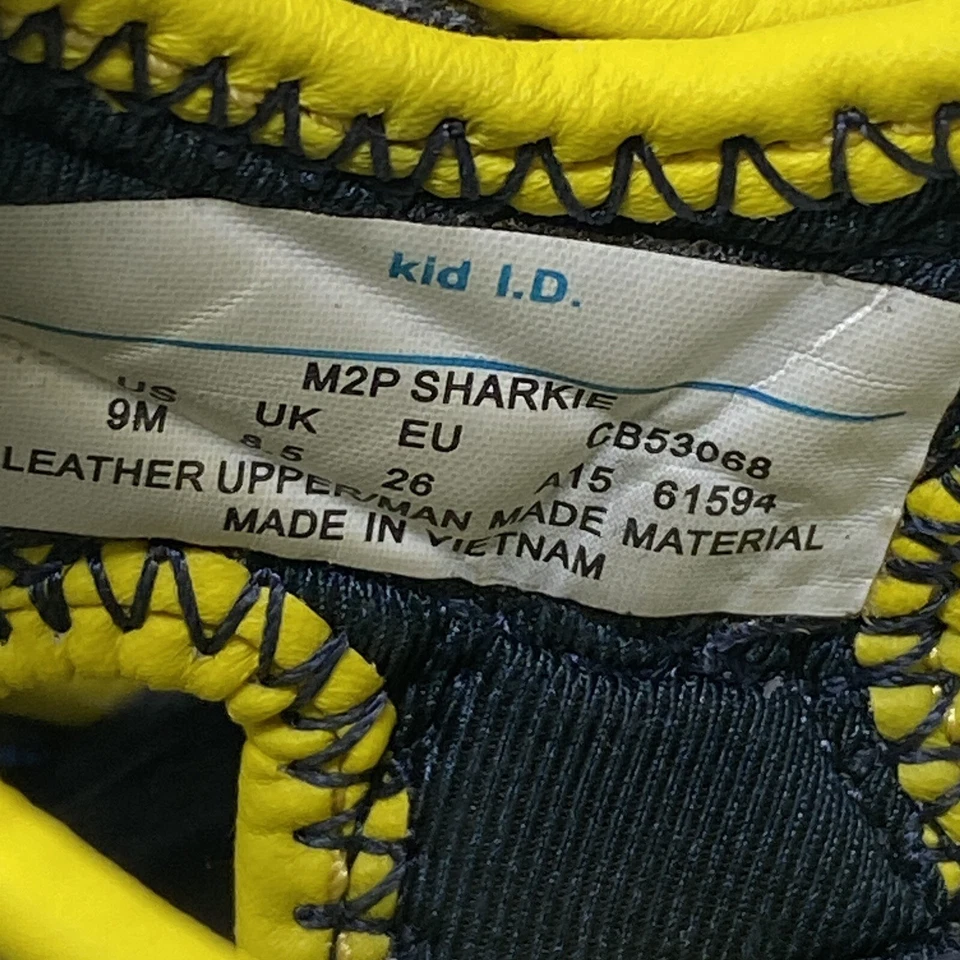 kid I.D.
M2P SHARKIE
US UK EU CB53068
9M 8.5 26 A15 61594
LEATHER UPPER/MAN MADE MATERIAL
MADE IN VIETNAM